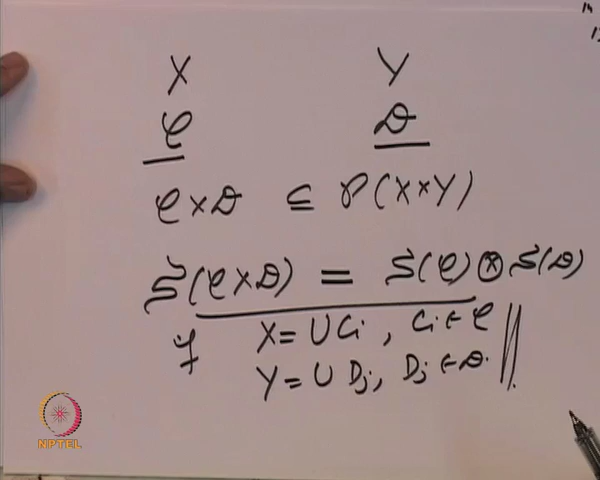 X Y
𝒞 𝒟
𝒞 × 𝒟 ⊆ 𝒫(X×Y)
𝒮(𝒞×𝒟) = 𝒮(𝒞) ⊗ 𝒮(𝒟)
if X = ∪ Ci , Ci ∈ 𝒞
Y = ∪ Dj , Dj ∈ 𝒟.
NPTEL